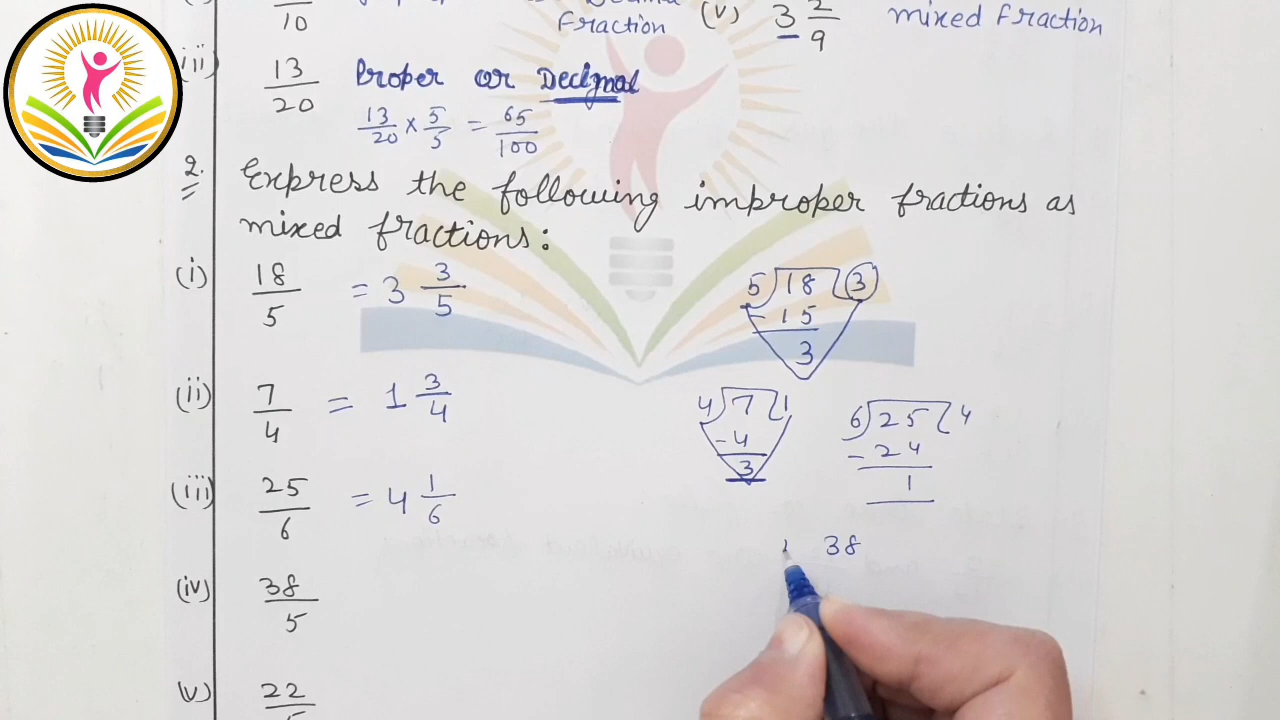 10
Fraction (v) 3 2/9 mixed fraction
iii) 13/20 Proper or Decimal
13/20 × 5/5 = 65/100
2. Express the following improper fractions as
mixed fractions:
(i) 18/5 = 3 3/5
5 18 3
- 15
3
(ii) 7/4 = 1 3/4
4 7 1
- 4
3
6 25 4
- 24
1
(iii) 25/6 = 4 1/6
38
(iv) 38/5
(v) 22